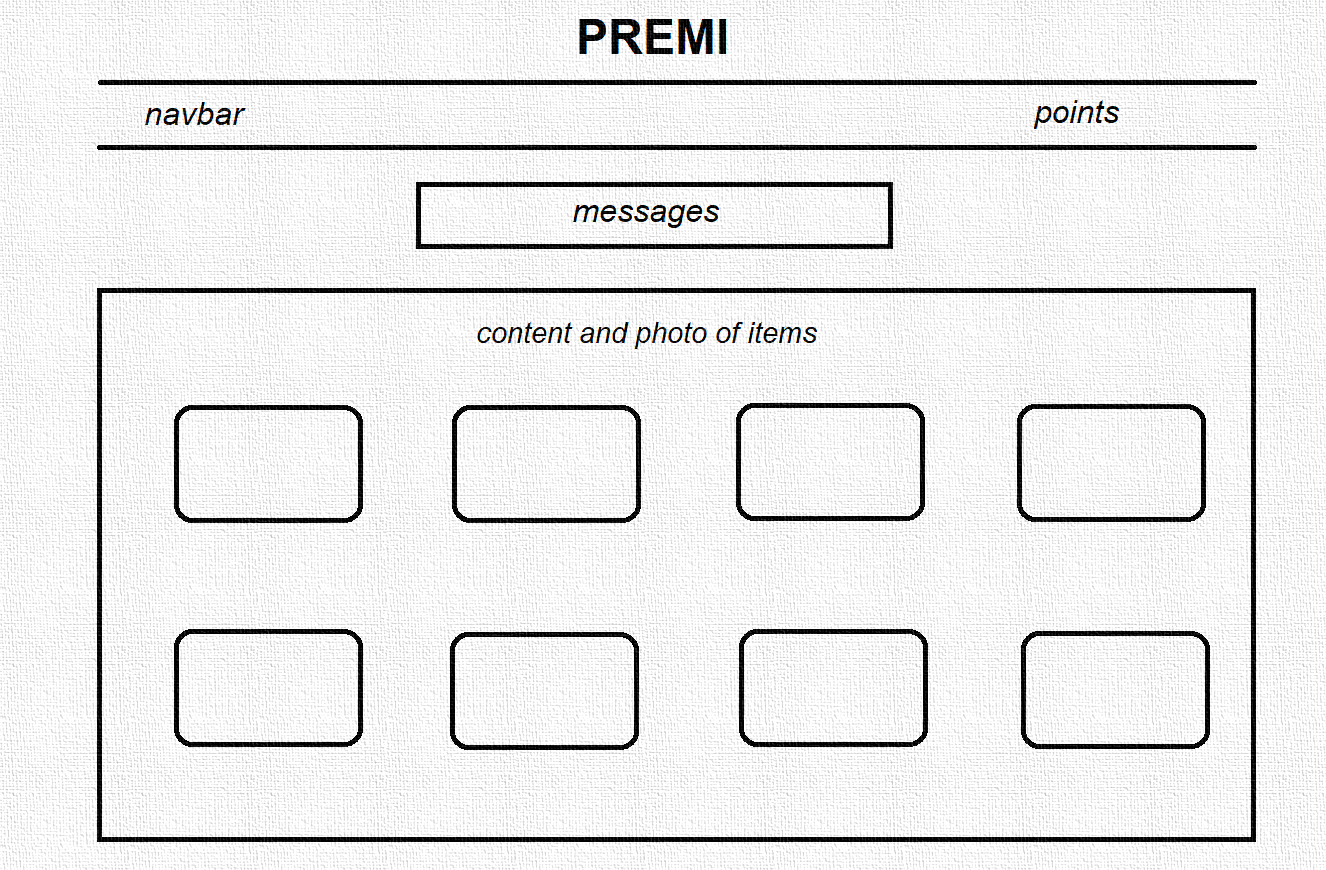 PREMI
navbar points
messages
content and photo of items